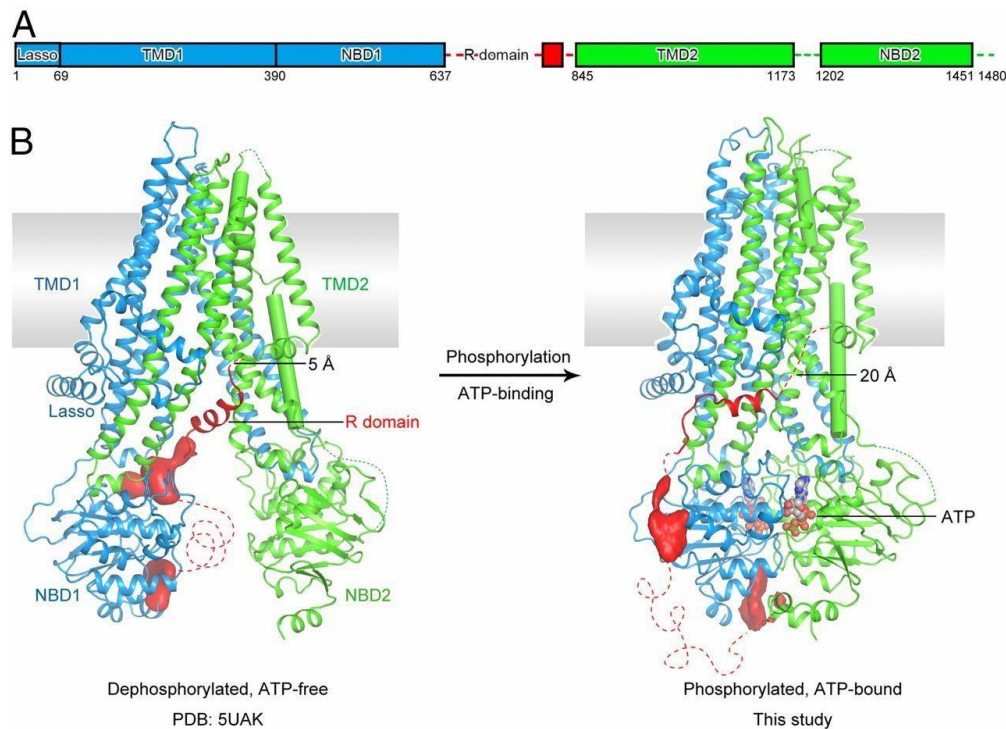 A
Lasso TMD1 NBD1 R domain TMD2 NBD2
1 69 390 637 845 1173 1202 1451 1480
B
TMD1
TMD2
Lasso
5 Å
R domain
NBD1
NBD2
Phosphorylation
ATP-binding
20 Å
ATP
Dephosphorylated, ATP-free
PDB: 5UAK
Phosphorylated, ATP-bound
This study